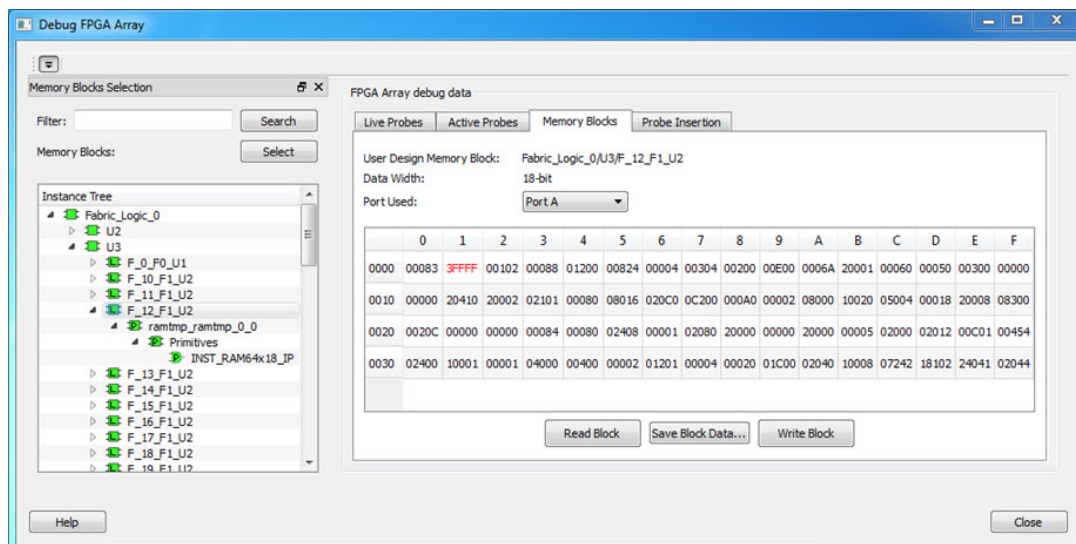 Debug FPGA Array
Memory Blocks Selection
Filter:
Search
Memory Blocks:
Select
Instance Tree
Fabric_Logic_0
U2
U3
F_0_F0_U1
F_10_F1_U2
F_11_F1_U2
F_12_F1_U2
ramtmp_ramtmp_0_0
Primitives
INST_RAM64x18_IP
F_13_F1_U2
F_14_F1_U2
F_15_F1_U2
F_16_F1_U2
F_17_F1_U2
F_18_F1_U2
F_19_F1_U2
FPGA Array debug data
Live Probes Active Probes Memory Blocks Probe Insertion
User Design Memory Block: Fabric_Logic_0/U3/F_12_F1_U2
Data Width: 18-bit
Port Used: Port A
0 1 2 3 4 5 6 7 8 9 A B C D E F
0000 00083 3FFFF 00102 00088 01200 00824 00004 00304 00200 00E00 0006A 20001 00060 00050 00300 00000
0010 00000 20410 20002 02101 00080 08016 020C0 0C200 000A0 00002 08000 10020 05004 00018 20008 08300
0020 0020C 00000 00000 00084 00080 02408 00001 02080 20000 00000 20000 00005 02000 02012 00C01 00454
0030 02400 10001 00001 04000 00400 00002 01201 00004 00020 01C00 02040 10008 07242 18102 24041 02044
Read Block Save Block Data... Write Block
Help
Close